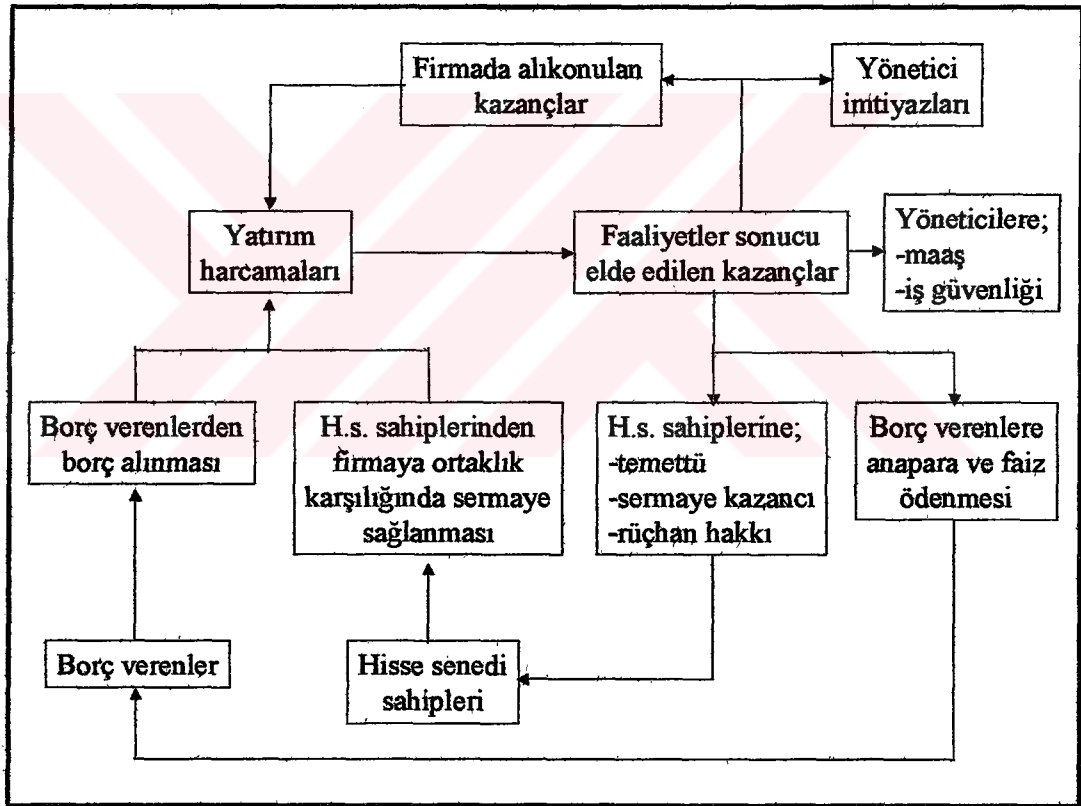 Firmada alıkonulan
kazançlar
Yönetici
imtiyazları
Yatırım
harcamaları
Faaliyetler sonucu
elde edilen kazançlar
Yöneticilere;
-maaş
-iş güvenliği
Borç verenlerden
borç alınması
H.s. sahiplerinden
firmaya ortaklık
karşılığında sermaye
sağlanması
H.s. sahiplerine;
-temettü
-sermaye kazancı
-rüçhan hakkı
Borç verenlere
anapara ve faiz
ödenmesi
Borç verenler
Hisse senedi
sahipleri